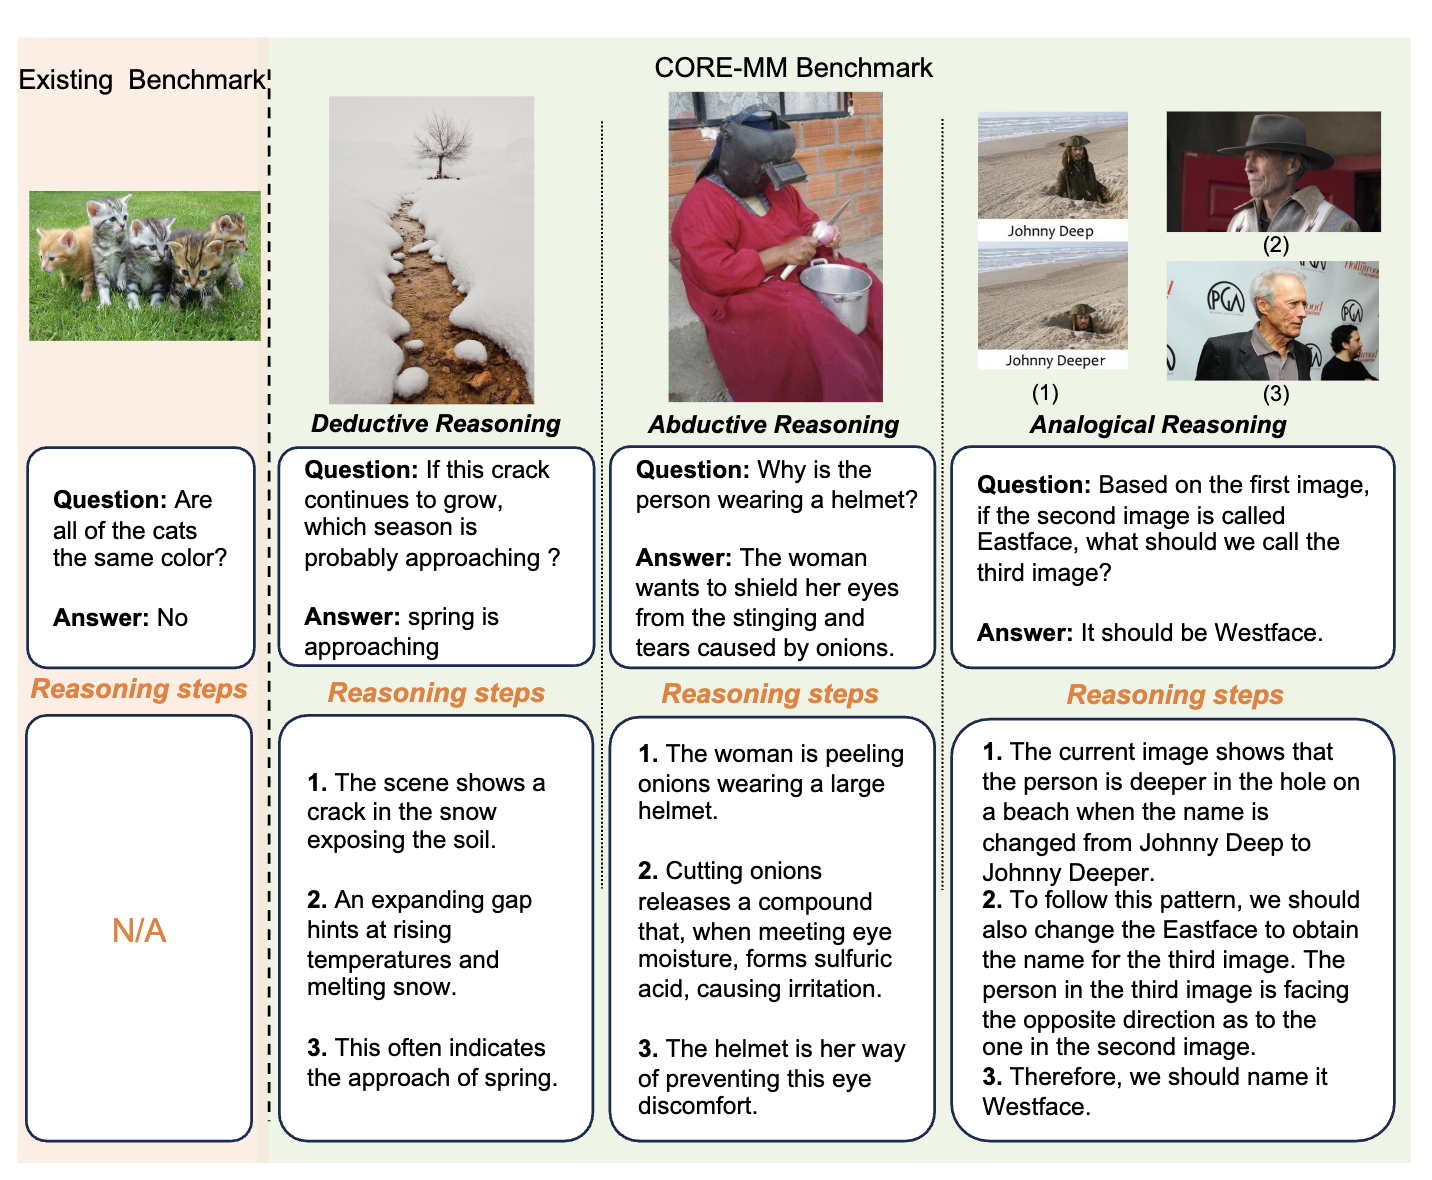 Existing Benchmark
CORE-MM Benchmark
Johnny Deep
Johnny Deeper
(1)
(2)
PGA
(3)
Deductive Reasoning
Abductive Reasoning
Analogical Reasoning
Question: Are
all of the cats
the same color?
Answer: No
Question: If this crack
continues to grow,
which season is
probably approaching ?
Answer: spring is
approaching
Question: Why is the
person wearing a helmet?
Answer: The woman
wants to shield her eyes
from the stinging and
tears caused by onions.
Question: Based on the first image,
if the second image is called
Eastface, what should we call the
third image?
Answer: It should be Westface.
Reasoning steps
Reasoning steps
Reasoning steps
Reasoning steps
N/A
1. The scene shows a
crack in the snow
exposing the soil.
2. An expanding gap
hints at rising
temperatures and
melting snow.
3. This often indicates
the approach of spring.
1. The woman is peeling
onions wearing a large
helmet.
2. Cutting onions
releases a compound
that, when meeting eye
moisture, forms sulfuric
acid, causing irritation.
3. The helmet is her way
of preventing this eye
discomfort.
1. The current image shows that
the person is deeper in the hole on
a beach when the name is
changed from Johnny Deep to
Johnny Deeper.
2. To follow this pattern, we should
also change the Eastface to obtain
the name for the third image. The
person in the third image is facing
the opposite direction as to the
one in the second image.
3. Therefore, we should name it
Westface.